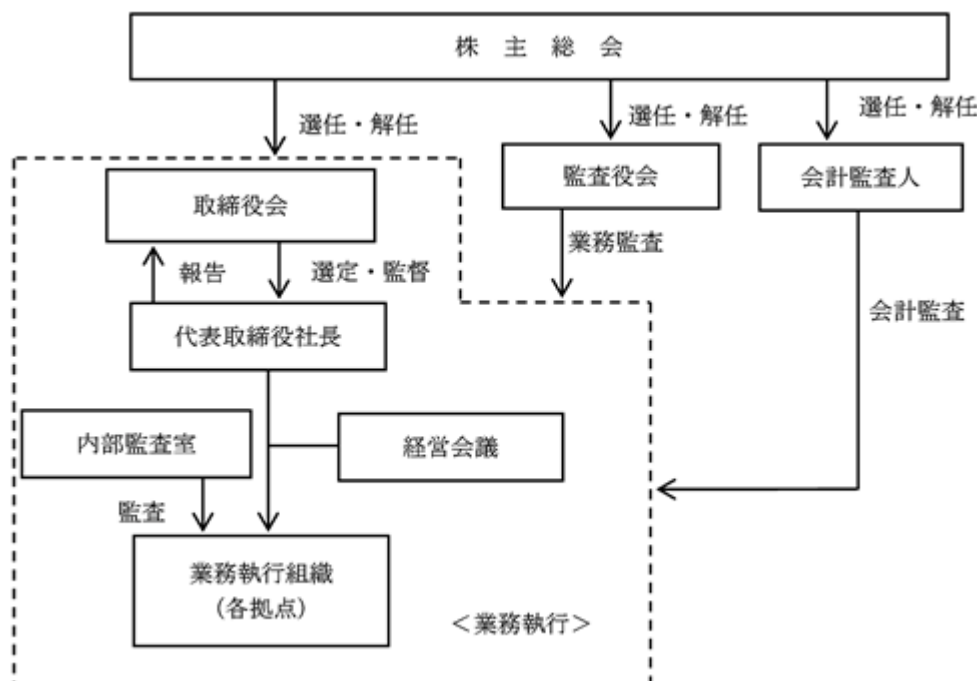 株 主 総 会
選任・解任
選任・解任
選任・解任
取締役会
監査役会
会計監査人
報告
選定・監督
業務監査
会計監査
代表取締役社長
内部監査室
経営会議
監査
業務執行組織
(各拠点)
＜業務執行＞